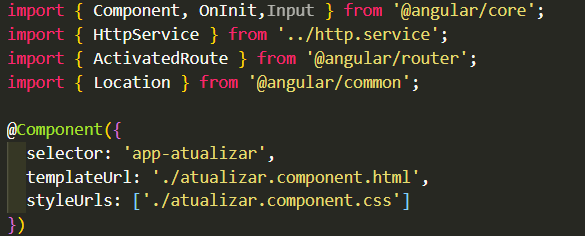 import { Component, OnInit,Input } from '@angular/core';
import { HttpService } from '../http.service';
import { ActivatedRoute } from '@angular/router';
import { Location } from '@angular/common';
@Component({
  selector: 'app-atualizar',
  templateUrl: './atualizar.component.html',
  styleUrls: ['./atualizar.component.css']
})